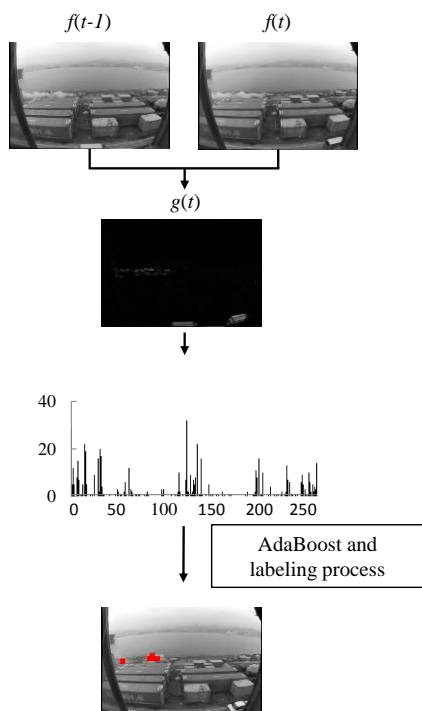 f(t-1) f(t)
g(t)
40
20
0
0 50 100 150 200 250
AdaBoost and
labeling process